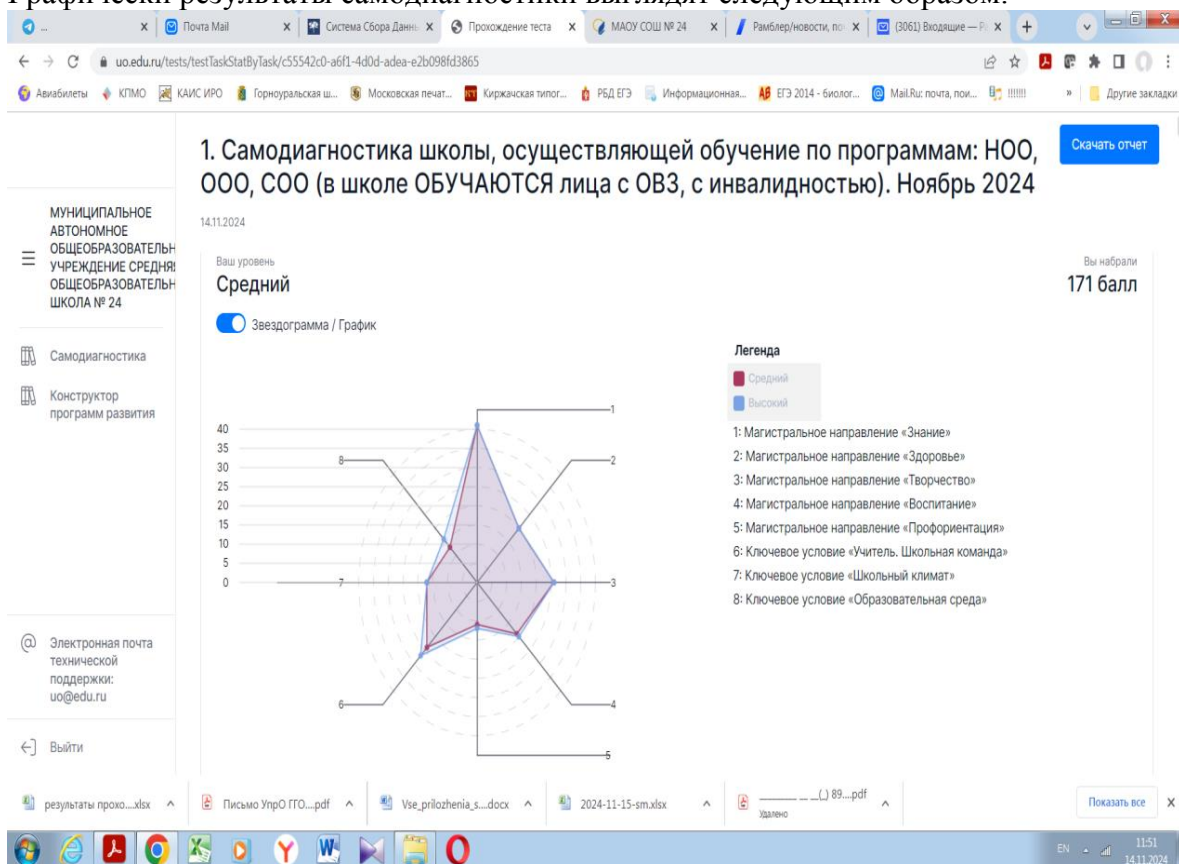 Графически результаты самодиагностики выглядят следующим образом:
Почта Mail
Система Сбора Данн
Прохождение теста
МАОУ СОШ № 24
Рамблер/новости, по
(3061) Входящие — Р
uo.edu.ru/tests/testTaskStatByTask/c55542c0-a6f1-4d0d-adea-e2b098fd3865
Авиабилеты
КПМО
КАИС ИРО
Горноуральская ш...
Московская печат...
Киржачская типог...
РБД ЕГЭ
Информационная...
ЕГЭ 2014 - биолог...
Mail.Ru: почта, пои...
!!!!!!!
»
Другие закладки
1. Самодиагностика школы, осуществляющей обучение по программам: НОО,
ООО, СОО (в школе ОБУЧАЮТСЯ лица с ОВЗ, с инвалидностью). Ноябрь 2024
Скачать отчет
14.11.2024
МУНИЦИПАЛЬНОЕ
АВТОНОМНОЕ
ОБЩЕОБРАЗОВАТЕЛЬН
УЧРЕЖДЕНИЕ СРЕДНЯ
ОБЩЕОБРАЗОВАТЕЛЬН
ШКОЛА № 24
Самодиагностика
Конструктор
программ развития
Ваш уровень
Средний
Вы набрали
171 балл
Звездограмма / График
40
35
30
25
20
15
10
5
0
1
2
3
4
5
6
7
8
Легенда
Средний
Высокий
1: Магистральное направление «Знание»
2: Магистральное направление «Здоровье»
3: Магистральное направление «Творчество»
4: Магистральное направление «Воспитание»
5: Магистральное направление «Профориентация»
6: Ключевое условие «Учитель. Школьная команда»
7: Ключевое условие «Школьный климат»
8: Ключевое условие «Образовательная среда»
Электронная почта
технической
поддержки:
uo@edu.ru
Выйти
результаты прохо....xlsx
Письмо УпрО ГГО....pdf
Vse_prilozhenia_s....docx
2024-11-15-sm.xlsx
_______ __ __(.) 89....pdf
Удалено
Показать все
EN
11:51
14.11.2024